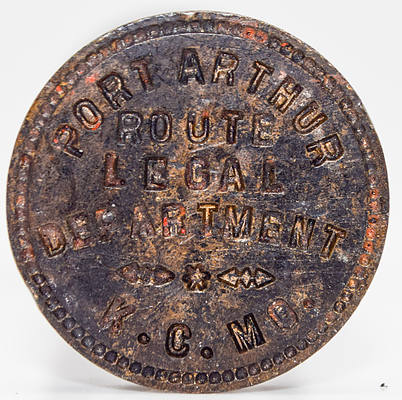 PORT ARTHUR
ROUTE
LEGAL
DEPARTMENT
K.C.MO.